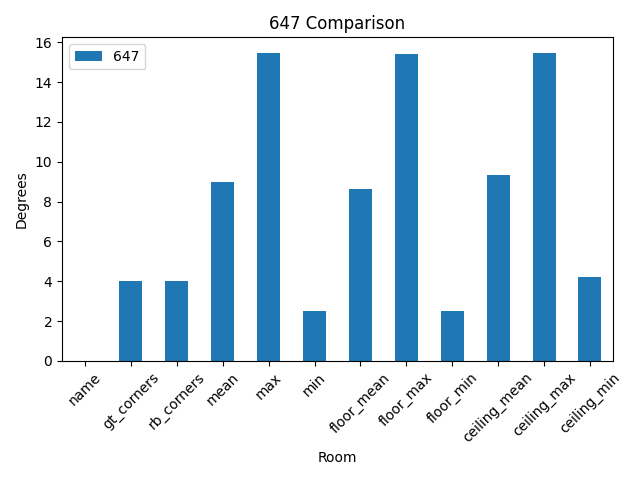 647 Comparison
647
Degrees
16
14
12
10
8
6
4
2
0
name
gt_corners
rb_corners
mean
max
min
floor_mean
floor_max
floor_min
ceiling_mean
ceiling_max
ceiling_min
Room